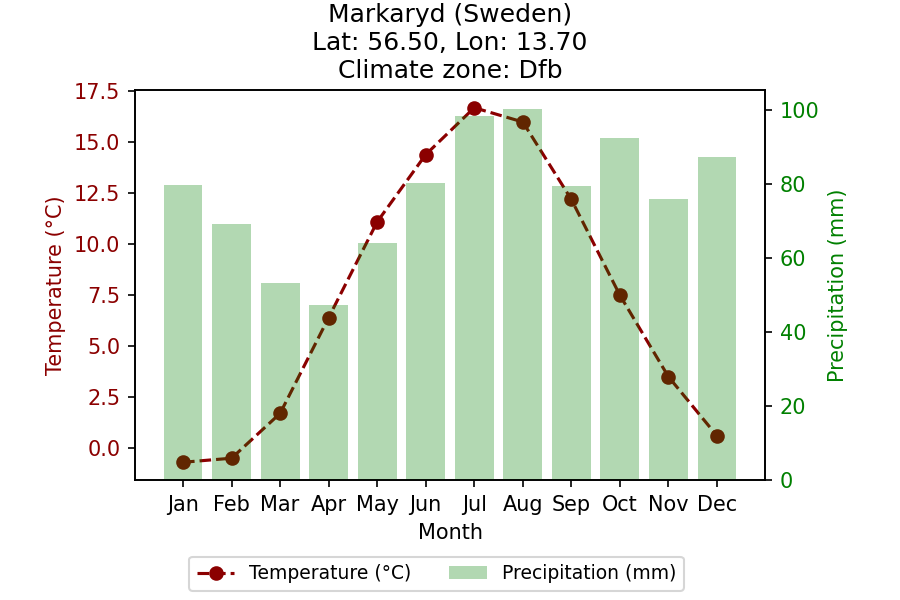 Markaryd (Sweden)
Lat: 56.50, Lon: 13.70
Climate zone: Dfb
17.5
15.0
12.5
10.0
7.5
5.0
2.5
0.0
Temperature (°C)
100
80
60
40
20
0
Precipitation (mm)
Jan Feb Mar Apr May Jun Jul Aug Sep Oct Nov Dec
Month
Temperature (°C) Precipitation (mm)